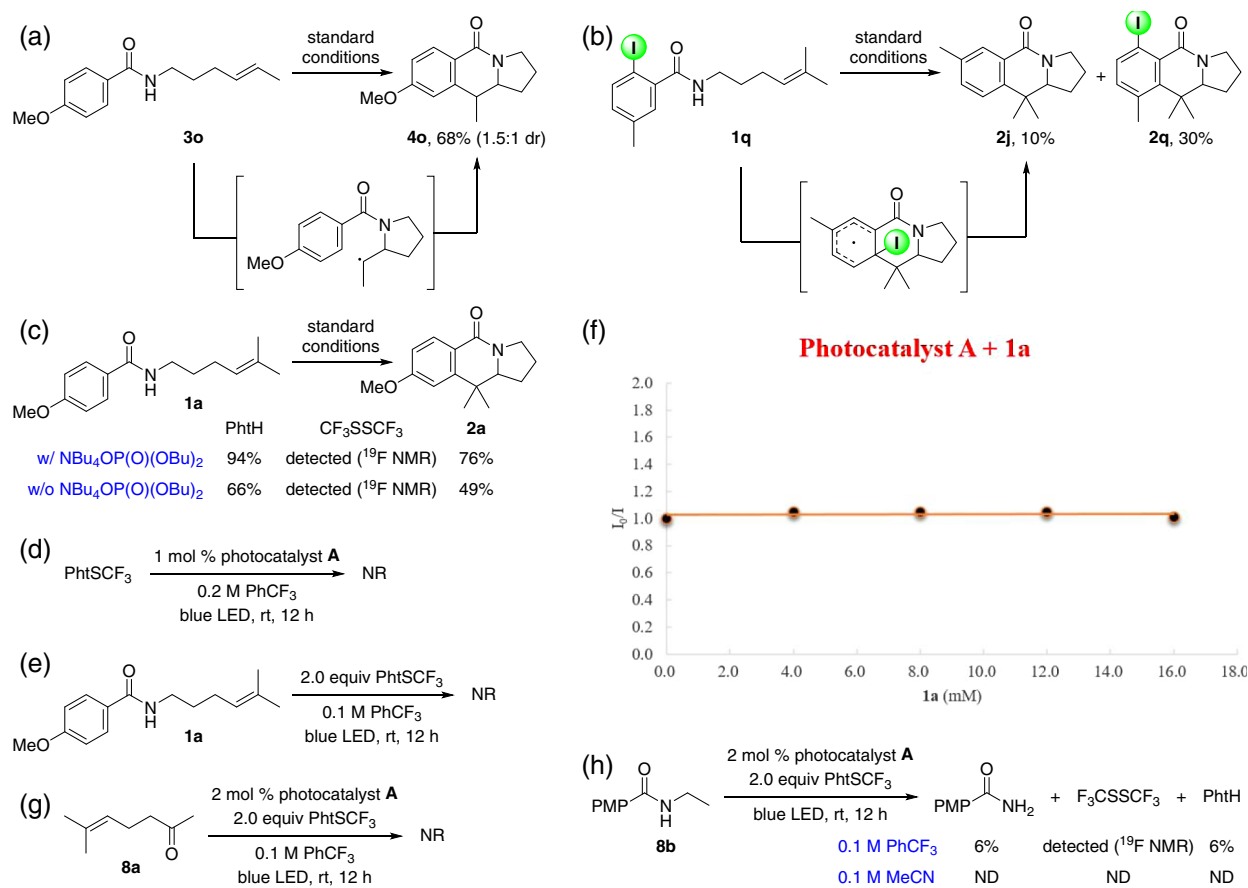 (a)
O
N
H
MeO
3o
standard
conditions
O
N
MeO
4o, 68% (1.5:1 dr)
O
N
MeO
(b)
I
O
N
H
1q
standard
conditions
O
N
2j, 10%
+
I
O
N
2q, 30%
O
N
I
(c)
O
N
H
MeO
1a
standard
conditions
O
N
MeO
PhtH CF₃SSCF₃ 2a
w/ NBu₄OP(O)(OBu)₂ 94% detected (¹⁹F NMR) 76%
w/o NBu₄OP(O)(OBu)₂ 66% detected (¹⁹F NMR) 49%
(d)
PhtSCF₃
1 mol % photocatalyst A
0.2 M PhCF₃
blue LED, rt, 12 h
NR
(e)
O
N
H
MeO
1a
2.0 equiv PhtSCF₃
0.1 M PhCF₃
blue LED, rt, 12 h
NR
(f)
Photocatalyst A + 1a
I₀/I
2.0
1.8
1.6
1.4
1.2
1.0
0.8
0.6
0.4
0.2
0.0
0.0 2.0 4.0 6.0 8.0 10.0 12.0 14.0 16.0 18.0
1a (mM)
(g)
O
8a
2 mol % photocatalyst A
2.0 equiv PhtSCF₃
0.1 M PhCF₃
blue LED, rt, 12 h
NR
(h)
O
PMP
N
H
8b
2 mol % photocatalyst A
2.0 equiv PhtSCF₃
blue LED, rt, 12 h
O
PMP NH₂ + F₃CSSCF₃ + PhtH
0.1 M PhCF₃ 6% detected (¹⁹F NMR) 6%
0.1 M MeCN ND ND ND